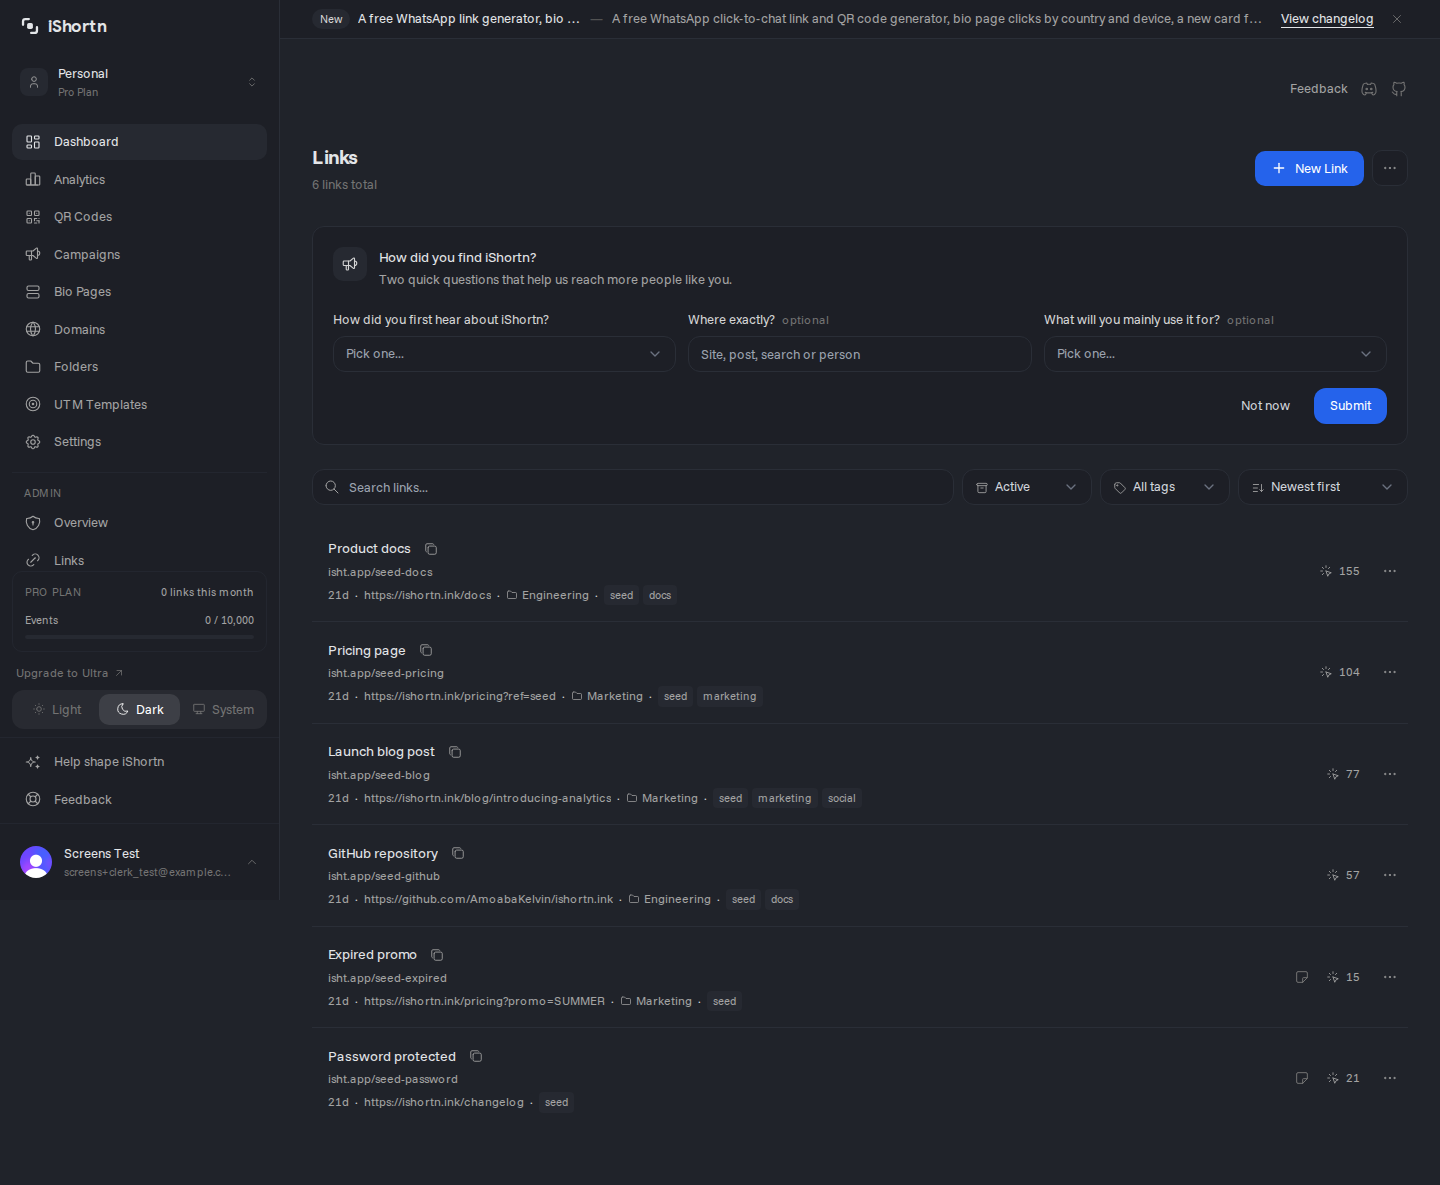 iShortn
Personal
Pro Plan
Dashboard
Analytics
QR Codes
Campaigns
Bio Pages
Domains
Folders
UTM Templates
Settings
ADMIN
Overview
Links
PRO PLAN 0 links this month
Events 0 / 10,000
Upgrade to Ultra
Light Dark System
Help shape iShortn
Feedback
Screens Test
screens+clerk_test@example.c...
New A free WhatsApp link generator, bio ... — A free WhatsApp click-to-chat link and QR code generator, bio page clicks by country and device, a new card f... View changelog
Feedback
Links
6 links total
New Link
How did you find iShortn?
Two quick questions that help us reach more people like you.
How did you first hear about iShortn? Where exactly? optional What will you mainly use it for? optional
Pick one... Site, post, search or person Pick one...
Not now Submit
Search links... Active All tags Newest first
Product docs
isht.app/seed-docs 155
21d · https://ishortn.ink/docs · Engineering · seed docs
Pricing page
isht.app/seed-pricing 104
21d · https://ishortn.ink/pricing?ref=seed · Marketing · seed marketing
Launch blog post
isht.app/seed-blog 77
21d · https://ishortn.ink/blog/introducing-analytics · Marketing · seed marketing social
GitHub repository
isht.app/seed-github 57
21d · https://github.com/AmoabaKelvin/ishortn.ink · Engineering · seed docs
Expired promo
isht.app/seed-expired 15
21d · https://ishortn.ink/pricing?promo=SUMMER · Marketing · seed
Password protected
isht.app/seed-password 21
21d · https://ishortn.ink/changelog · seed